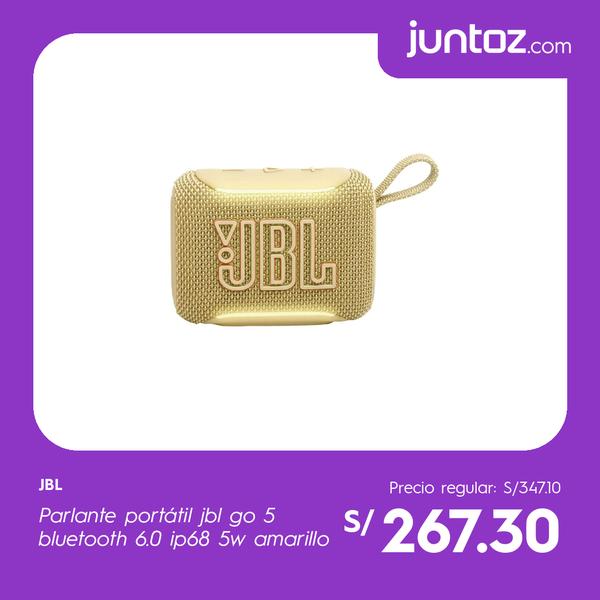 juntoz.com
JBL
JBL
Parlante portátil jbl go 5
bluetooth 6.0 ip68 5w amarillo
Precio regular: S/347.10
S/ 267.30